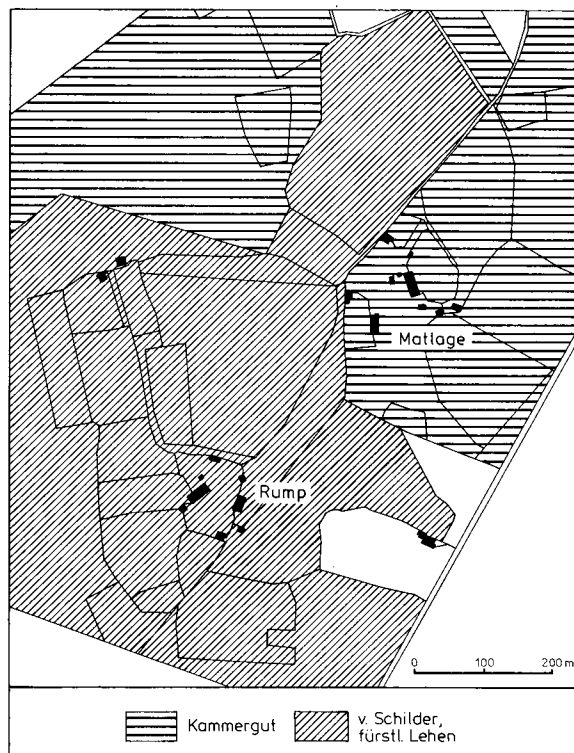 Matlage
Rump
0 100 200 m
Kammergut
v. Schilder,
fürstl. Lehen